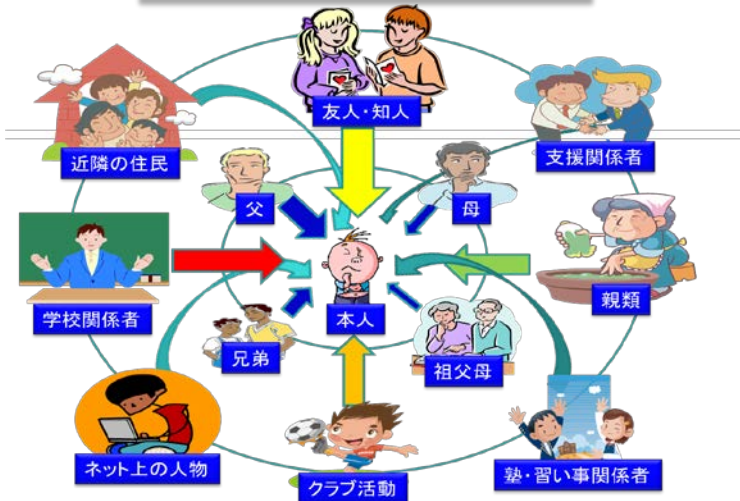 友人・知人
近隣の住民
支援関係者
父
母
学校関係者
本人
親類
兄弟
祖父母
ネット上の人物
クラブ活動
塾・習い事関係者